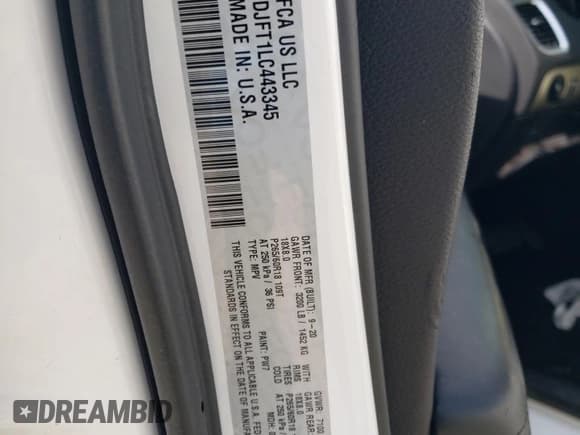 FCA US LLC
DJFT1LC443345
MADE IN: U.S.A.
DATE OF MFR (BUILT): 9-20
GAWR FRONT: 3200 LB / 1452 KG WITH
18X8.0 RIMS
P265/60R18 109T TIRES
AT 250 kPa / 36 PSI COLD
TYPE: MPV PAINT: PW7
THIS VEHICLE CONFORMS TO ALL APPLICABLE U.S.A. FED
STANDARDS IN EFFECT ON THE DATE OF MANUFA
GVWR: 7100
GAWR REAR:
18X8.0
P265/60R18
AT 250
DREAMBID